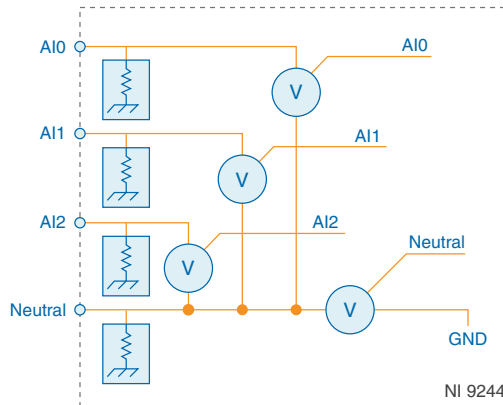 AI0
AI0
V
AI1
AI1
V
AI2
AI2
V
Neutral
Neutral
V
GND
NI 9244